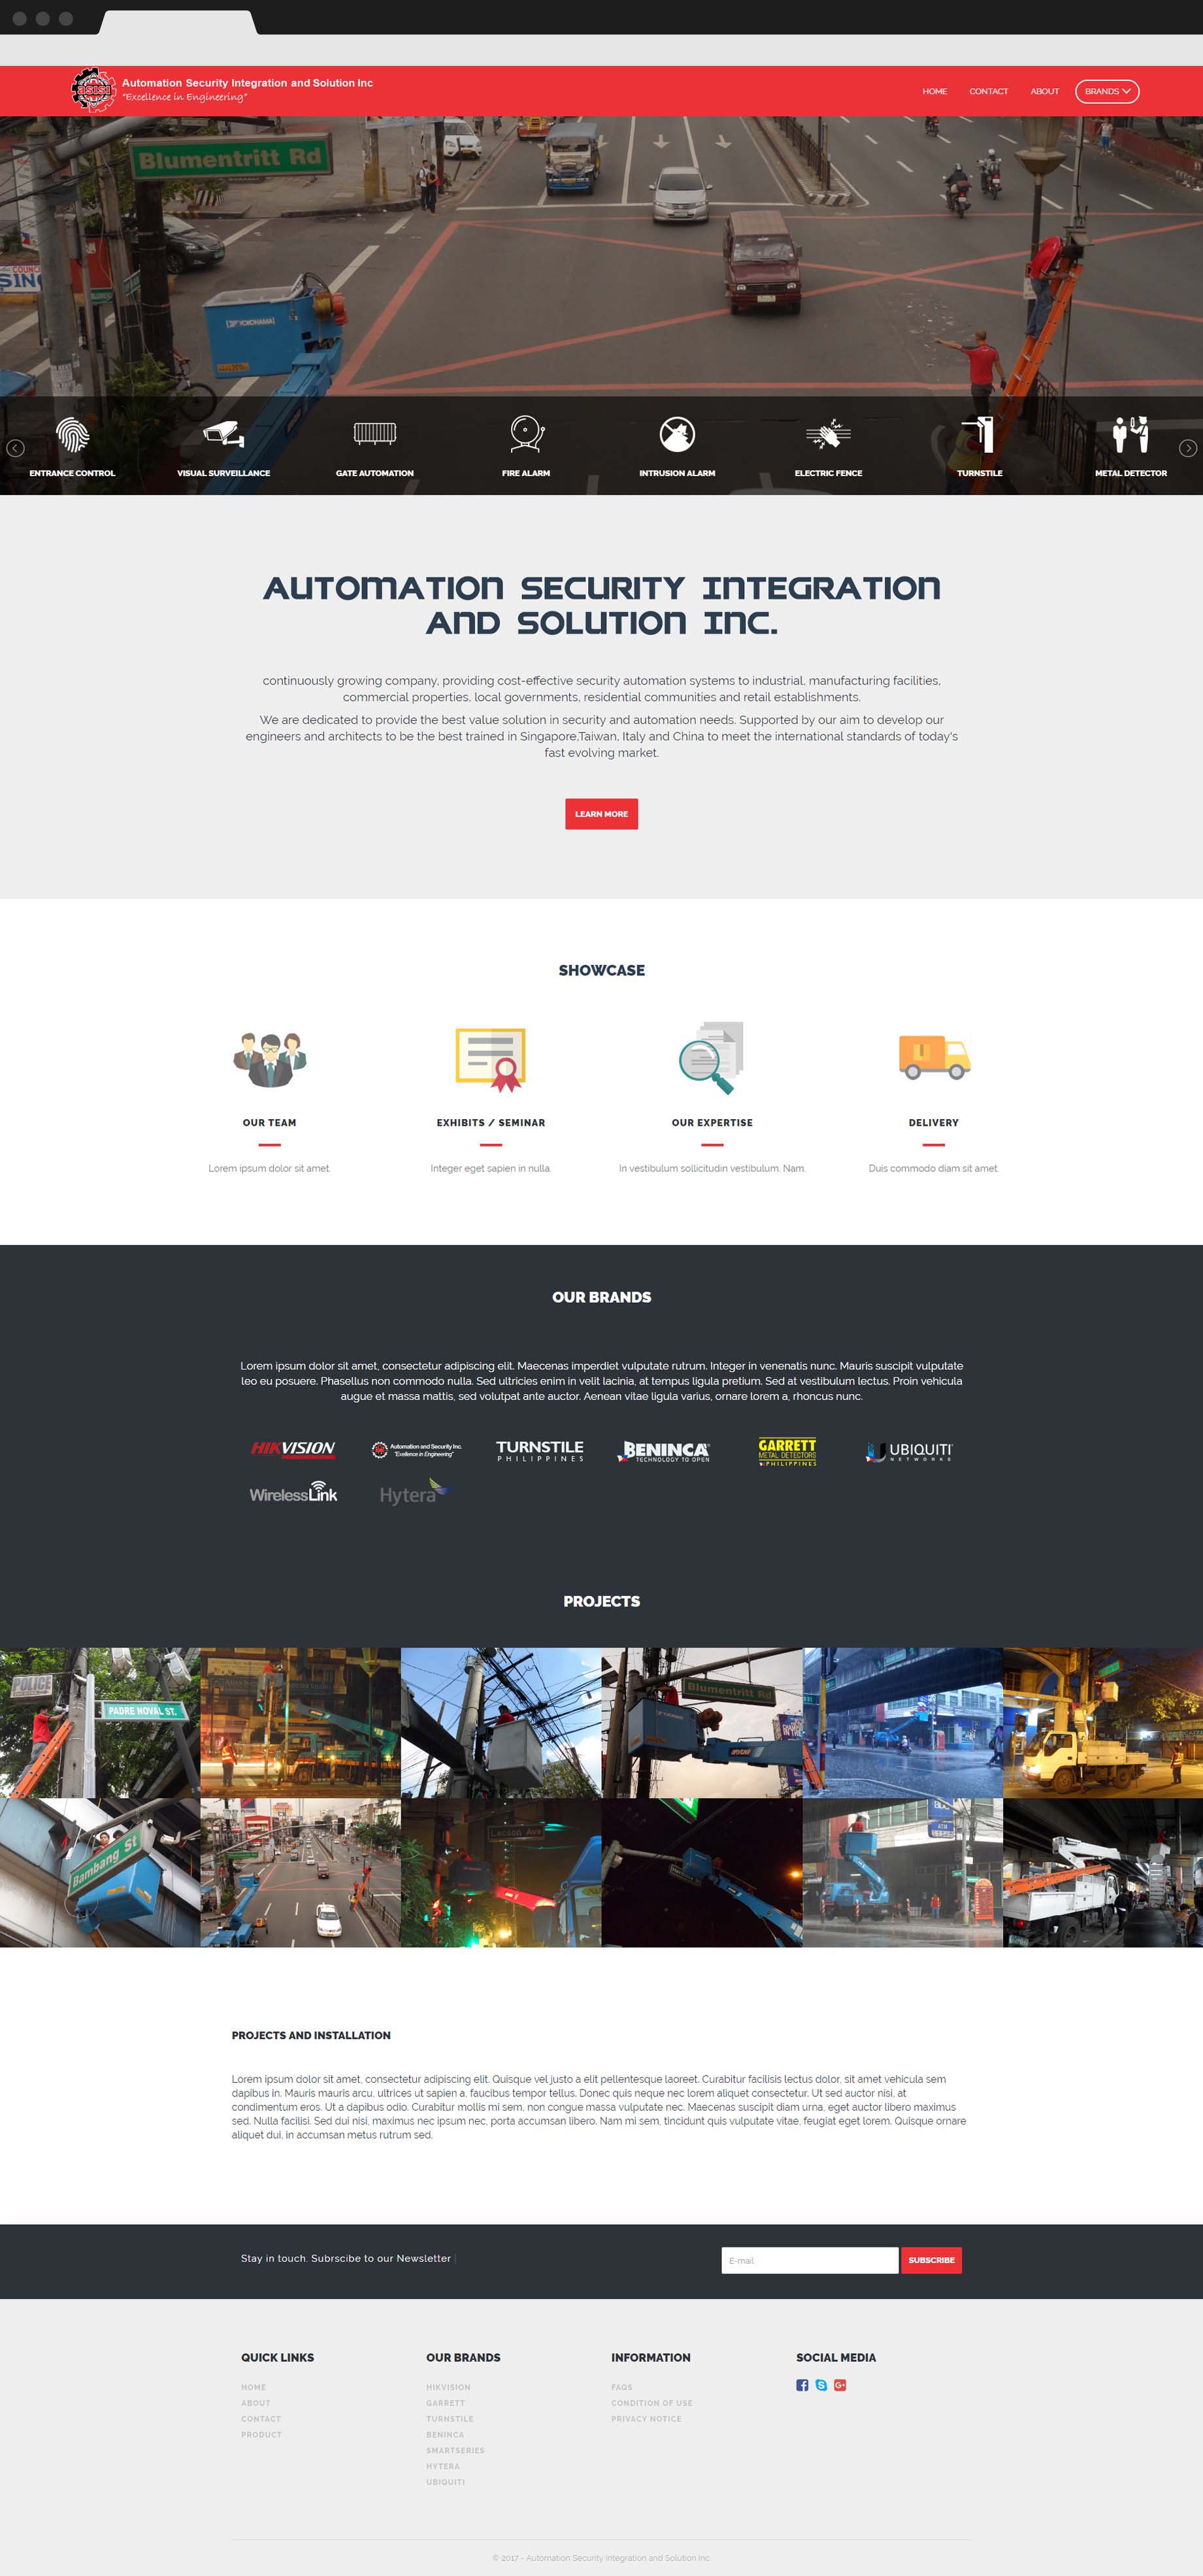 Automation Security Integration and Solution Inc
"Excellence in Engineering"
HOME
CONTACT
ABOUT
BRANDS
Blumentritt Rd
YOKOHAMA
ENTRANCE CONTROL
VISUAL SURVEILLANCE
GATE AUTOMATION
FIRE ALARM
INTRUSION ALARM
ELECTRIC FENCE
TURNSTILE
METAL DETECTOR
AUTOMATION SECURITY INTEGRATION
AND SOLUTION INC.
continuously growing company, providing cost-effective security automation systems to industrial, manufacturing facilities,
commercial properties, local governments, residential communities and retail establishments.
We are dedicated to provide the best value solution in security and automation needs. Supported by our aim to develop our
engineers and architects to be the best trained in Singapore,Taiwan, Italy and China to meet the international standards of today's
fast evolving market.
LEARN MORE
SHOWCASE
OUR TEAM
EXHIBITS / SEMINAR
OUR EXPERTISE
DELIVERY
Lorem ipsum dolor sit amet.
Integer eget sapien in nulla.
In vestibulum sollicitudin vestibulum. Nam.
Duis commodo diam sit amet.
OUR BRANDS
Lorem ipsum dolor sit amet, consectetur adipiscing elit. Maecenas imperdiet vulputate rutrum. Integer in venenatis nunc. Mauris suscipit vulputate
leo eu posuere. Phasellus non commodo nulla. Sed ultricies enim in velit lacinia, at tempus ligula pretium. Sed at vestibulum lectus. Proin vehicula
augue et massa mattis, sed volutpat ante auctor. Aenean vitae ligula varius, ornare lorem a, rhoncus nunc.
HIKVISION
Automation and Security Inc.
"Exellence in Engineering"
TURNSTILE
PHILIPPINES
BENINCA
TECHNOLOGY TO OPEN
GARRETT
METAL DETECTORS
PHILIPPINES
UBIQUITI
NETWORKS
WirelessLink
Hytera
PROJECTS
POLICE
PADRE NOVAL ST.
Blumentritt Rd
Bambang St
Lacson Ave
ATM
PROJECTS AND INSTALLATION
Lorem ipsum dolor sit amet, consectetur adipiscing elit. Quisque vel justo a elit pellentesque laoreet. Curabitur facilisis lectus dolor, sit amet vehicula sem
dapibus in. Mauris mauris arcu, ultrices ut sapien a, faucibus tempor tellus. Donec quis neque nec lorem aliquet consectetur. Ut sed auctor nisi, at
condimentum eros. Ut a dapibus odio. Curabitur mollis mi sem, non congue massa vulputate nec. Maecenas suscipit diam urna, eget auctor libero maximus
sed. Nulla facilisi. Sed dui nisi, maximus nec ipsum nec, porta accumsan libero. Nam mi sem, tincidunt quis vulputate vitae, feugiat eget lorem. Quisque ornare
aliquet dui, in accumsan metus rutrum sed.
Stay in touch. Subrscibe to our Newsletter
E-mail
SUBSCRIBE
QUICK LINKS
HOME
ABOUT
CONTACT
PRODUCT
OUR BRANDS
HIKVISION
GARRETT
TURNSTILE
BENINCA
SMARTSERIES
HYTERA
UBIQUITI
INFORMATION
FAQS
CONDITION OF USE
PRIVACY NOTICE
SOCIAL MEDIA
© 2017 - Automation Security Integration and Solution Inc